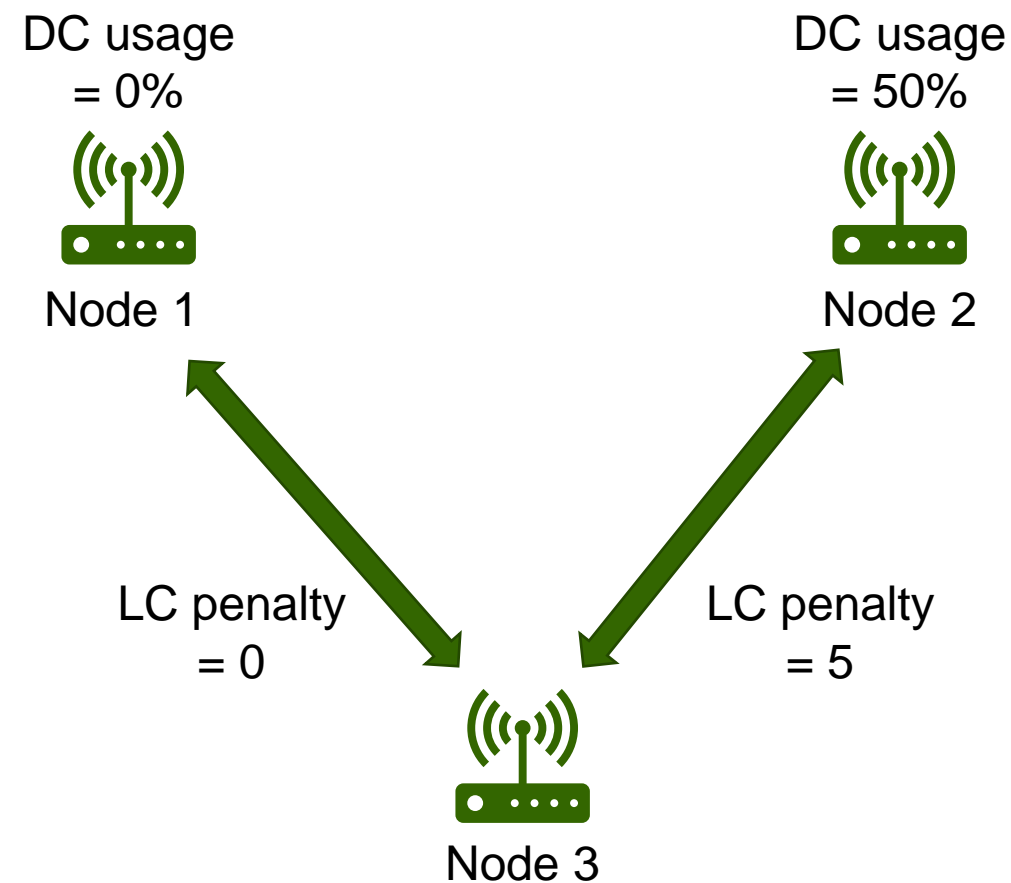 DC usage
= 0%
DC usage
= 50%
Node 1
Node 2
LC penalty
= 0
LC penalty
= 5
Node 3